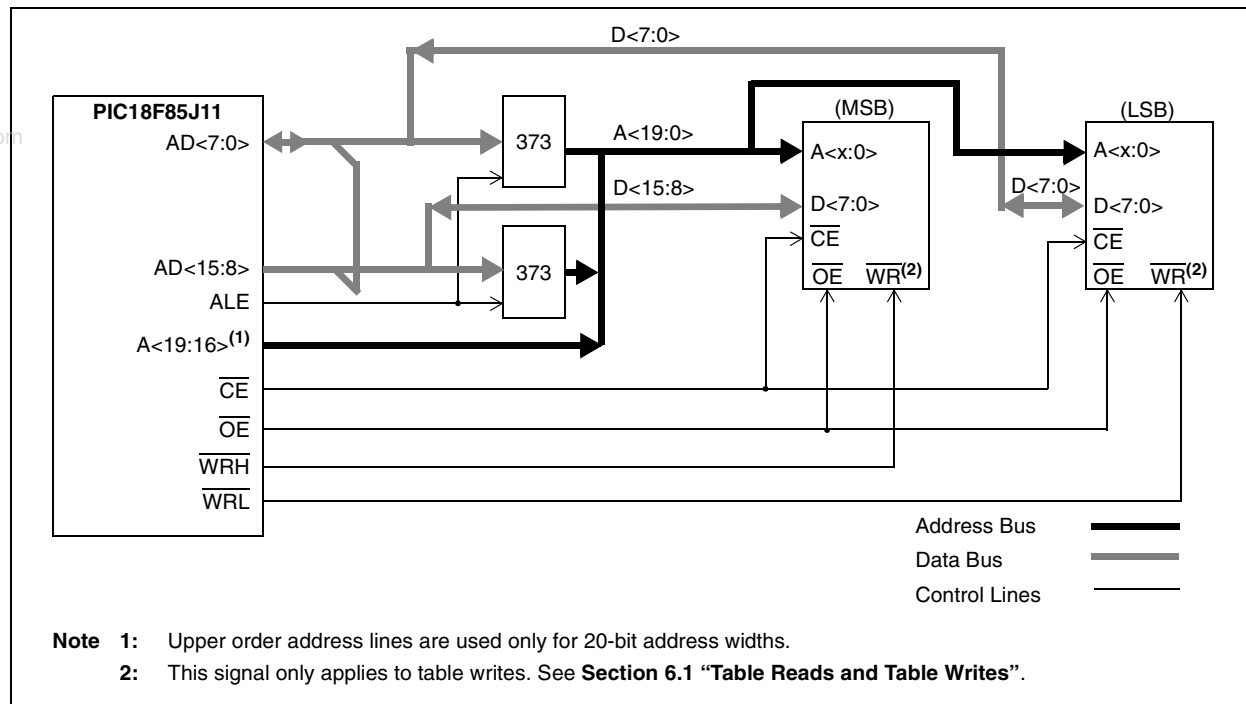 D<7:0>
PIC18F85J11
(MSB)
(LSB)
om
AD<7:0>
373
A<19:0>
A<x:0>
A<x:0>
D<15:8>
D<7:0>
D<7:0>
D<7:0>
CE
CE
AD<15:8>
373
OE
WR(2)
OE
WR(2)
ALE
A<19:16>(1)
CE
OE
WRH
WRL
Address Bus
Data Bus
Control Lines
Note 1: Upper order address lines are used only for 20-bit address widths.
2: This signal only applies to table writes. See Section 6.1 “Table Reads and Table Writes”.